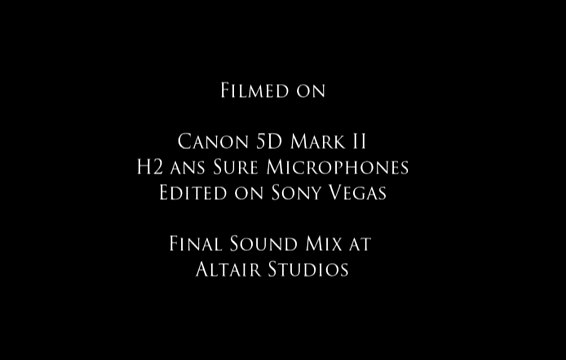 Filmed on
Canon 5D Mark II
H2 ans Sure Microphones
Edited on Sony Vegas
Final Sound Mix at
Altair Studios